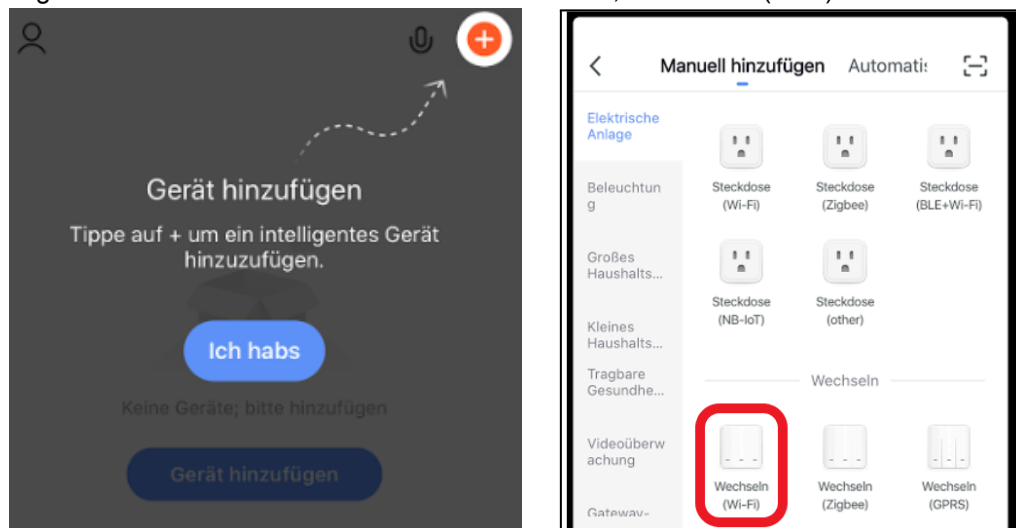 Gerät hinzufügen
Tippe auf + um ein intelligentes Gerät
hinzuzufügen.
Ich habs
Keine Geräte; bitte hinzufügen
Gerät hinzufügen
Manuell hinzufügen Automatis
Elektrische
Anlage
Beleuchtun
g
Großes
Haushalts...
Kleines
Haushalts...
Tragbare
Gesundhe...
Videoüberw
achung
Gateway-
Steckdose
(Wi-Fi)
Steckdose
(Zigbee)
Steckdose
(BLE+Wi-Fi)
Steckdose
(NB-IoT)
Steckdose
(other)
Wechseln
Wechseln
(Wi-Fi)
Wechseln
(Zigbee)
Wechseln
(GPRS)